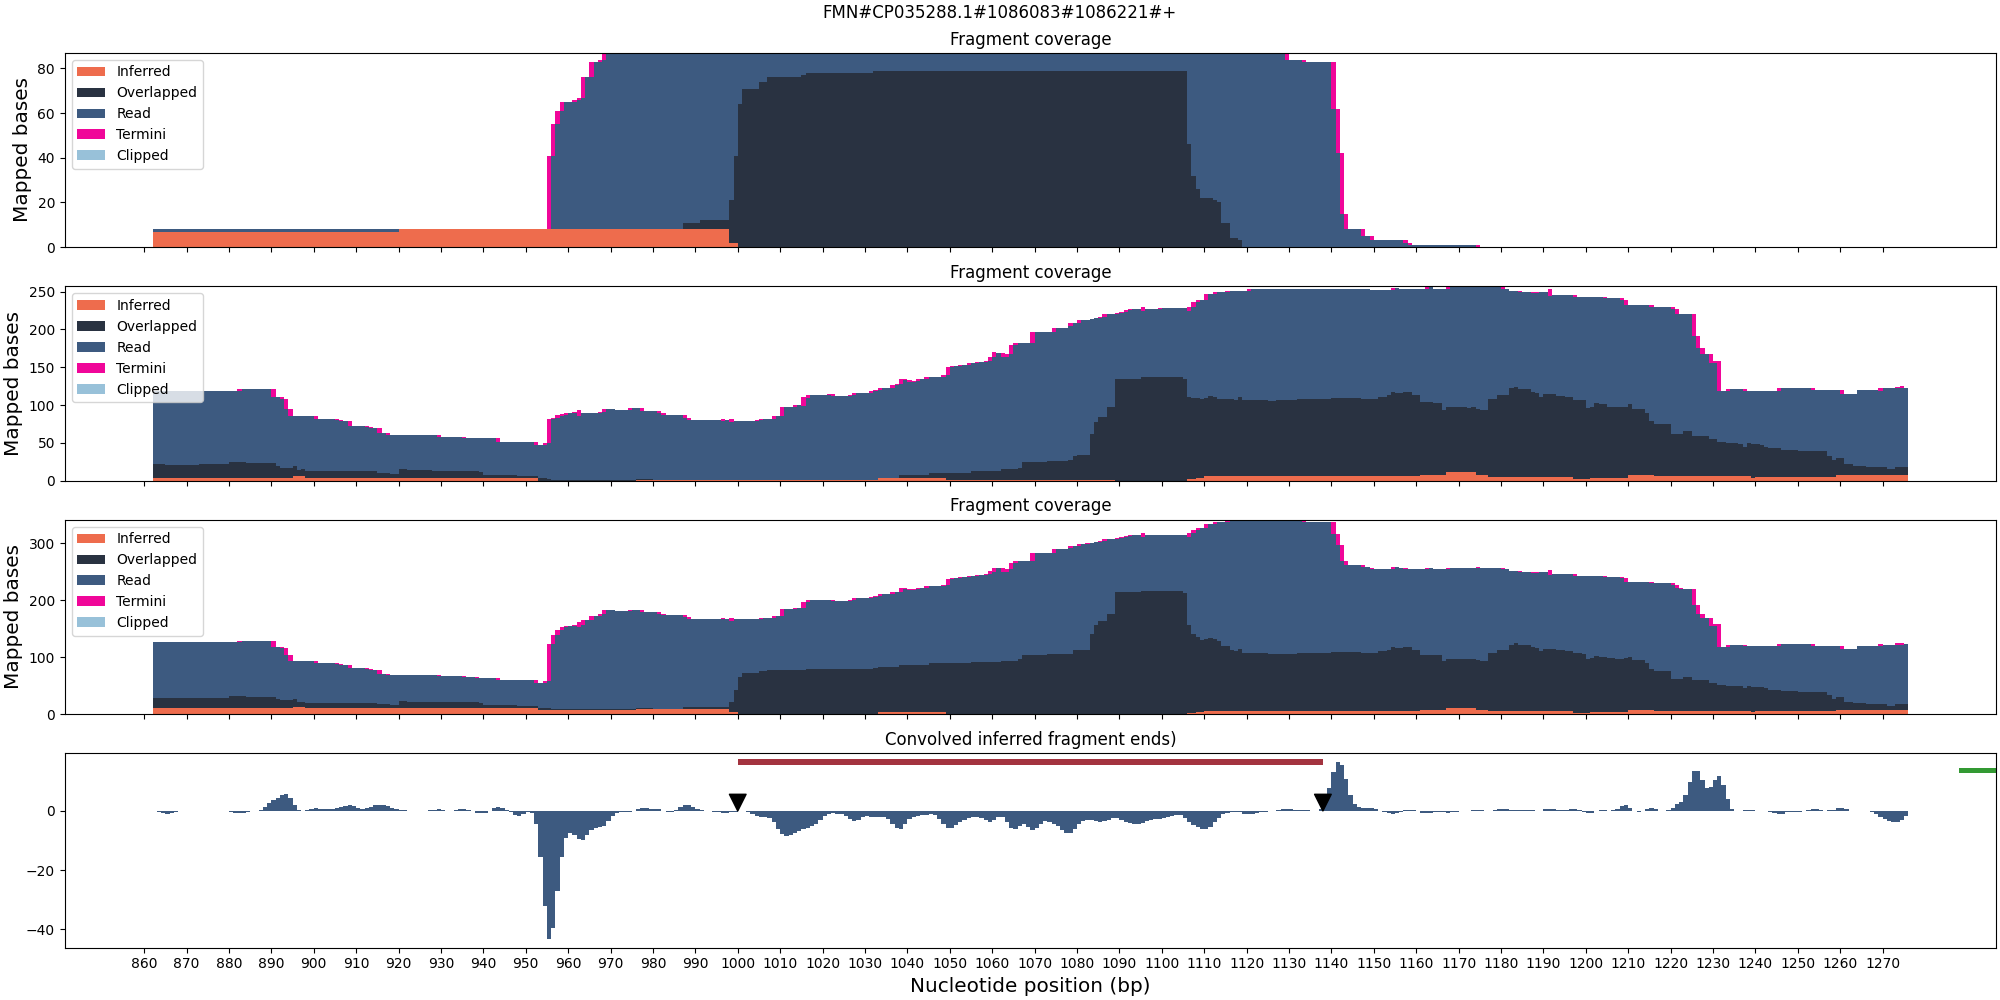 FMN#CP035288.1#1086083#1086221#+
Fragment coverage
Mapped bases
80
60
40
20
0
Inferred
Overlapped
Read
Termini
Clipped
Fragment coverage
Mapped bases
250
200
150
100
50
0
Inferred
Overlapped
Read
Termini
Clipped
Fragment coverage
Mapped bases
300
200
100
0
Inferred
Overlapped
Read
Termini
Clipped
Convolved inferred fragment ends)
0
−20
−40
860 870 880 890 900 910 920 930 940 950 960 970 980 990 1000 1010 1020 1030 1040 1050 1060 1070 1080 1090 1100 1110 1120 1130 1140 1150 1160 1170 1180 1190 1200 1210 1220 1230 1240 1250 1260 1270
Nucleotide position (bp)